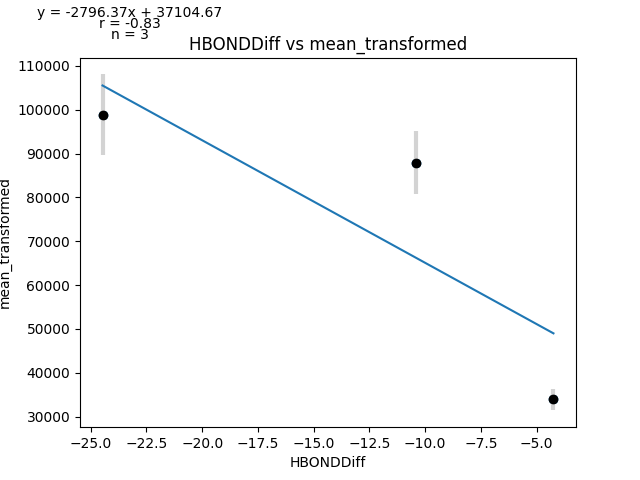 y = -2796.37x + 37104.67
r = -0.83
n = 3
HBONDDiff vs mean_transformed
110000
100000
90000
80000
70000
60000
50000
40000
30000
mean_transformed
−25.0 −22.5 −20.0 −17.5 −15.0 −12.5 −10.0 −7.5 −5.0
HBONDDiff